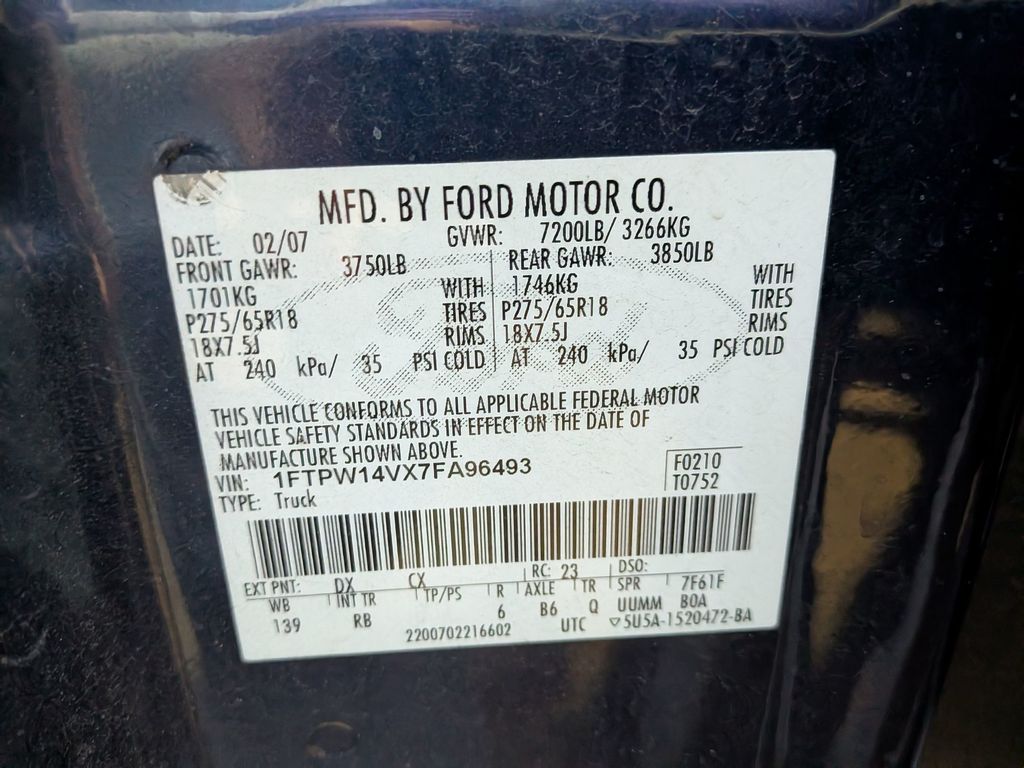 MFD. BY FORD MOTOR CO.
DATE: 02/07 GVWR: 7200LB/ 3266KG
FRONT GAWR: 3750LB REAR GAWR: 3850LB
1701KG WITH 1746KG WITH
P275/65R18 TIRES P275/65R18 TIRES
18X7.5J RIMS 18X7.5J RIMS
AT 240 kPa/ 35 PSI COLD AT 240 kPa/ 35 PSI COLD
THIS VEHICLE CONFORMS TO ALL APPLICABLE FEDERAL MOTOR
VEHICLE SAFETY STANDARDS IN EFFECT ON THE DATE OF
MANUFACTURE SHOWN ABOVE.
VIN: 1FTPW14VX7FA96493 F0210
TYPE: Truck T0752
EXT PNT: DX CX RC: 23 DSO:
WB INT TR TP/PS R AXLE TR SPR 7F61F
139 RB 6 B6 Q UUMM BOA
2200702216602 UTC ▽5U5A-1520472-BA